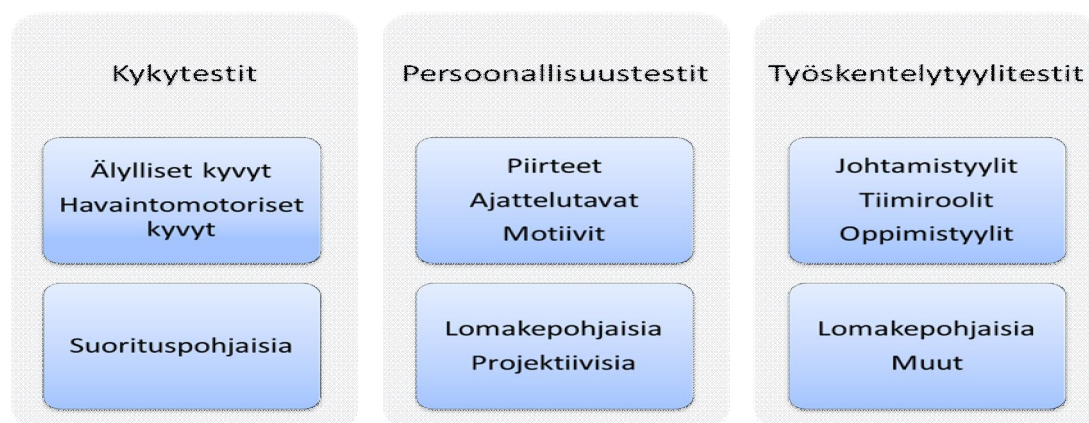 Kykytestit
Älylliset kyvyt
Havaintomotoriset
kyvyt
Suorituspohjaisia
Persoonallisuustestit
Piirteet
Ajattelutavat
Motiivit
Lomakepohjaisia
Projektiivisia
Työskentelytyylitestit
Johtamistyylit
Tiimiroolit
Oppimistyylit
Lomakepohjaisia
Muut